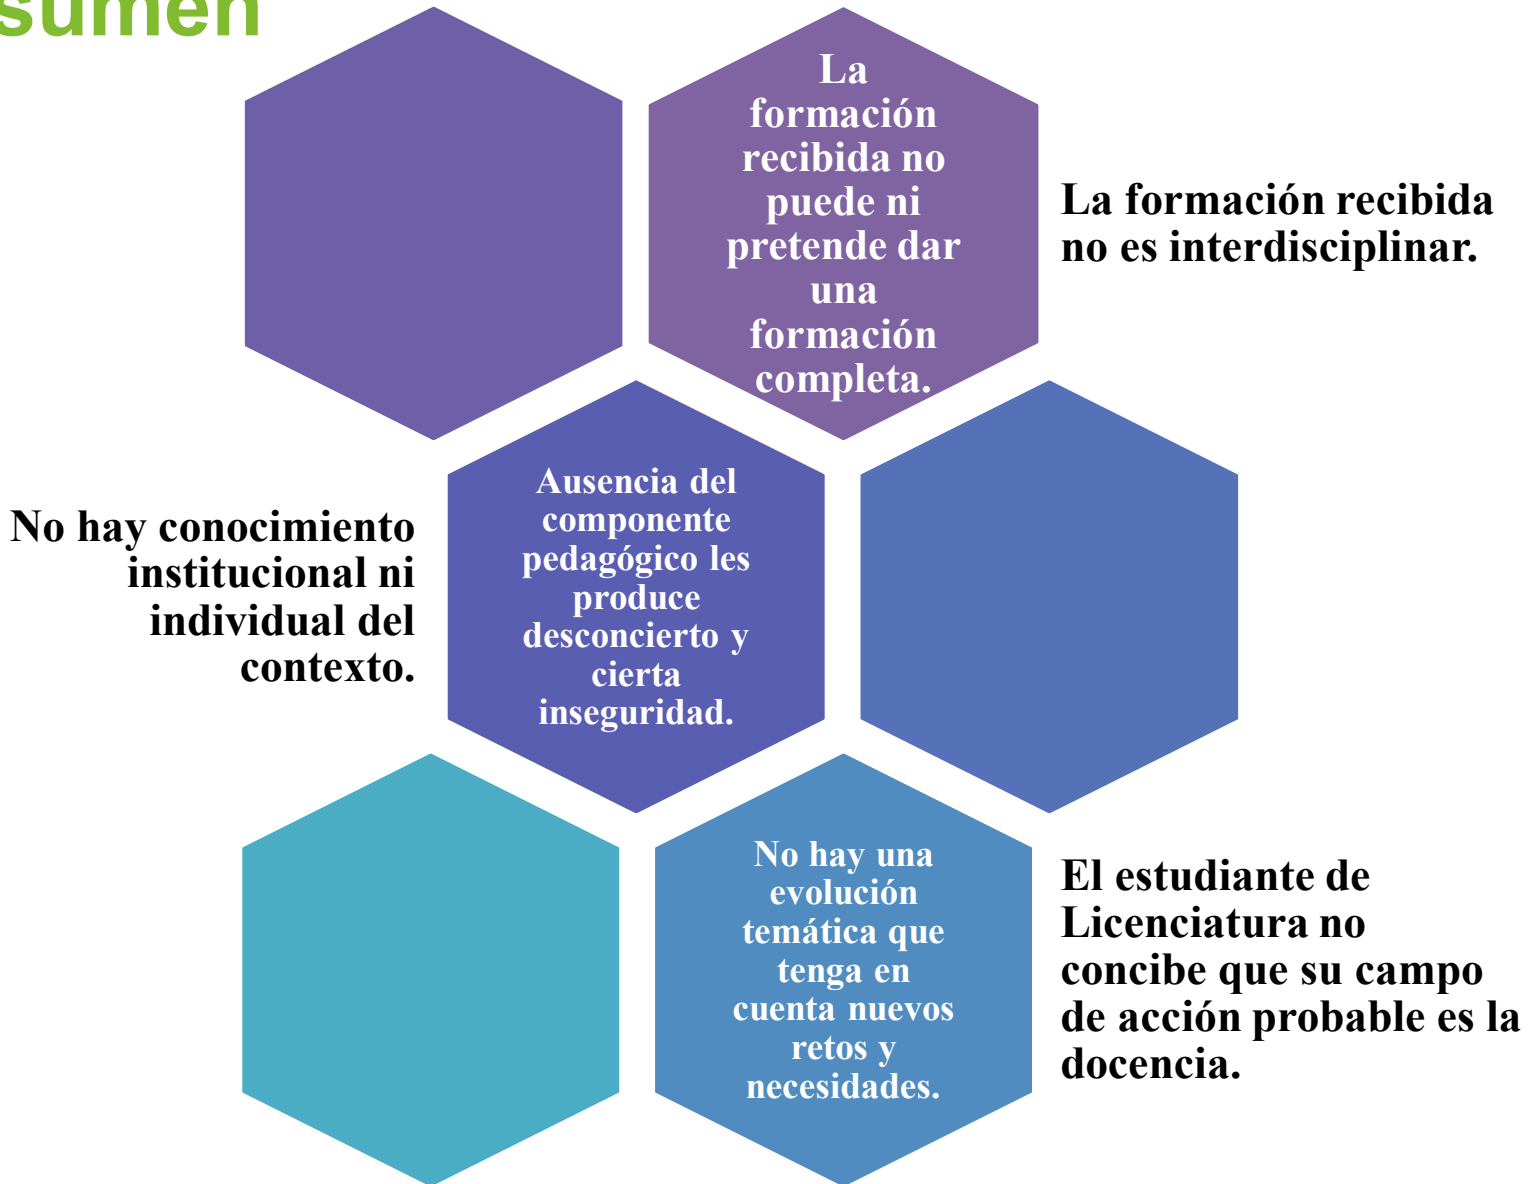 sumen
La
formación
recibida no
puede ni
pretende dar
una
formación
completa.
La formación recibida
no es interdisciplinar.
No hay conocimiento
institucional ni
individual del
contexto.
Ausencia del
componente
pedagógico les
produce
desconcierto y
cierta
inseguridad.
No hay una
evolución
temática que
tenga en
cuenta nuevos
retos y
necesidades.
El estudiante de
Licenciatura no
concibe que su campo
de acción probable es la
docencia.